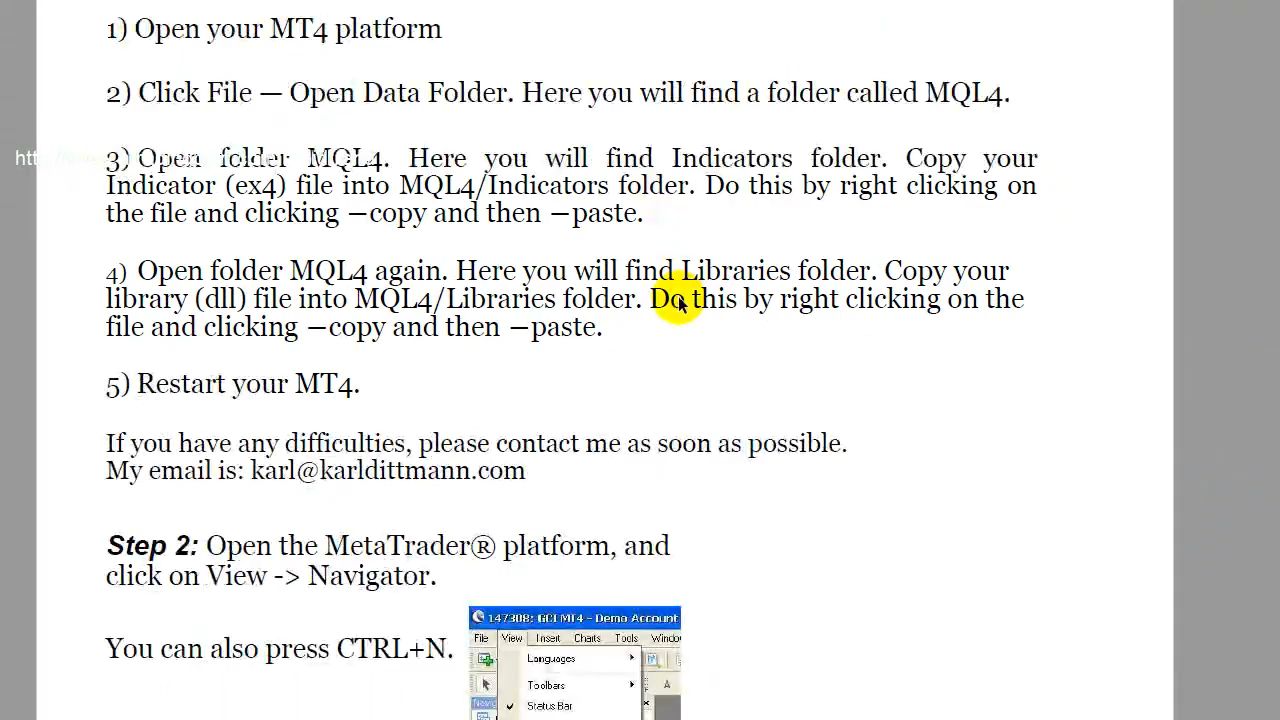 1) Open your MT4 platform
2) Click File — Open Data Folder. Here you will find a folder called MQL4.
3) Open folder MQL4. Here you will find Indicators folder. Copy your
Indicator (ex4) file into MQL4/Indicators folder. Do this by right clicking on
the file and clicking –copy and then –paste.
4) Open folder MQL4 again. Here you will find Libraries folder. Copy your
library (dll) file into MQL4/Libraries folder. Do this by right clicking on the
file and clicking –copy and then –paste.
5) Restart your MT4.
If you have any difficulties, please contact me as soon as possible.
My email is: karl@karldittmann.com
Step 2: Open the MetaTrader® platform, and
click on View -> Navigator.
You can also press CTRL+N.
147308: GCI MT4 - Demo Account
File View Insert Charts Tools Windo
Languages
Toolbars
A
Status Bar